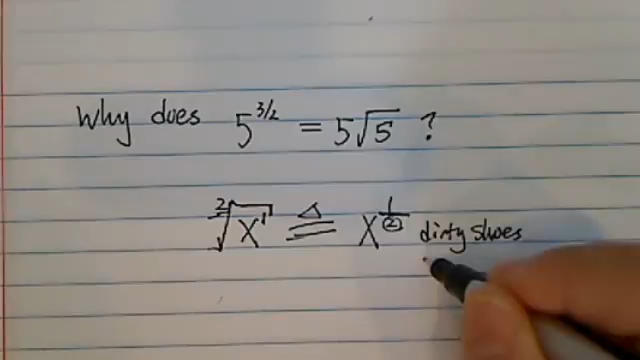 Why does 5^{3/2} = 5√5 ?
²√x¹ ≜ x^{1/②} dirty shoes